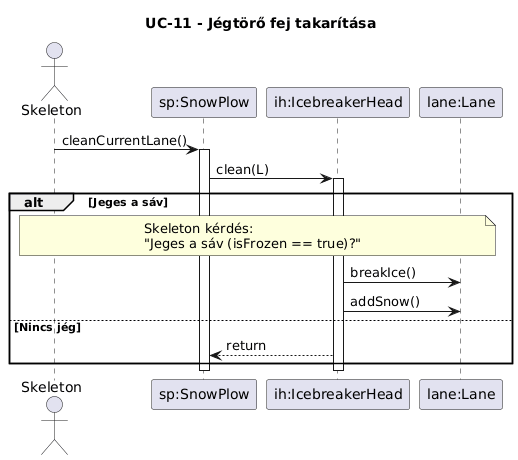 UC-11 - Jégtörő fej takarítása
Skeleton
sp:SnowPlow
ih:IcebreakerHead
lane:Lane
cleanCurrentLane()
clean(L)
alt
[Jeges a sáv]
Skeleton kérdés:
"Jeges a sáv (isFrozen == true)?"
breakIce()
addSnow()
[Nincs jég]
return
Skeleton
sp:SnowPlow
ih:IcebreakerHead
lane:Lane